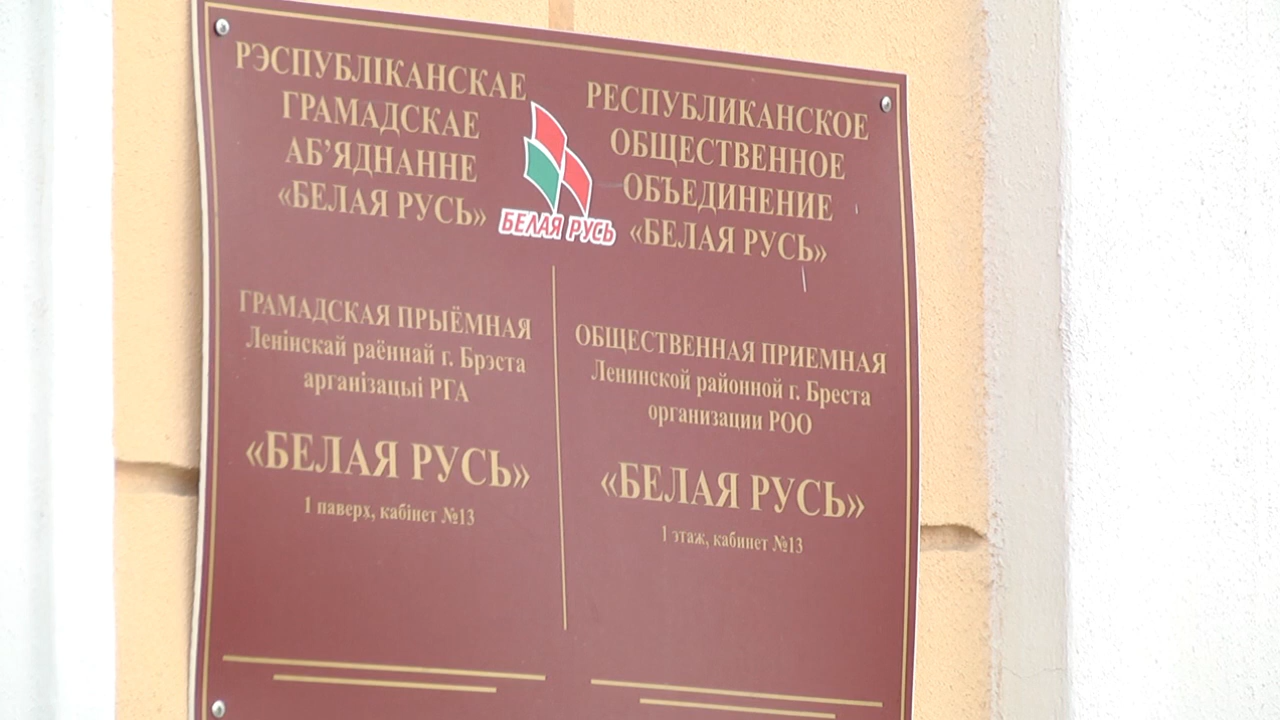 РЭСПУБЛІКАНСКАЕ
ГРАМАДСКАЕ
АБ’ЯДНАННЕ
«БЕЛАЯ РУСЬ»
БЕЛАЯ РУСЬ
РЕСПУБЛИКАНСКОЕ
ОБЩЕСТВЕННОЕ
ОБЪЕДИНЕНИЕ
«БЕЛАЯ РУСЬ»
ГРАМАДСКАЯ ПРЫЁМНАЯ
Ленінскай раённай г. Брэста
арганізацыі РГА
«БЕЛАЯ РУСЬ»
1 паверх, кабінет №13
ОБЩЕСТВЕННАЯ ПРИЕМНАЯ
Ленинской районной г. Бреста
организации РОО
«БЕЛАЯ РУСЬ»
1 этаж, кабинет №13